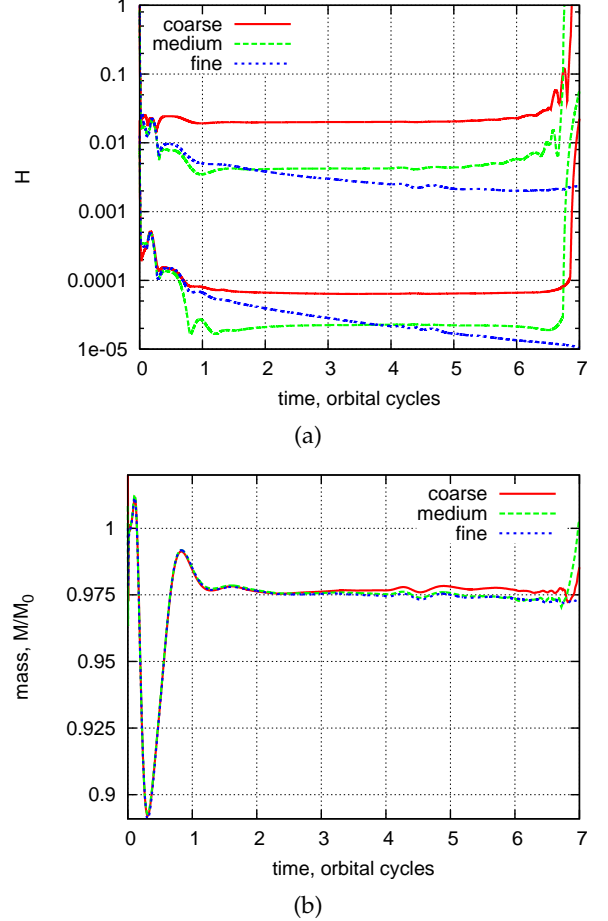 1
0.1
0.01
0.001
0.0001
1e-05
H
coarse
medium
fine
0 1 2 3 4 5 6 7
time, orbital cycles
(a)
1
0.975
0.95
0.925
0.9
mass, M/M₀
coarse
medium
fine
0 1 2 3 4 5 6 7
time, orbital cycles
(b)